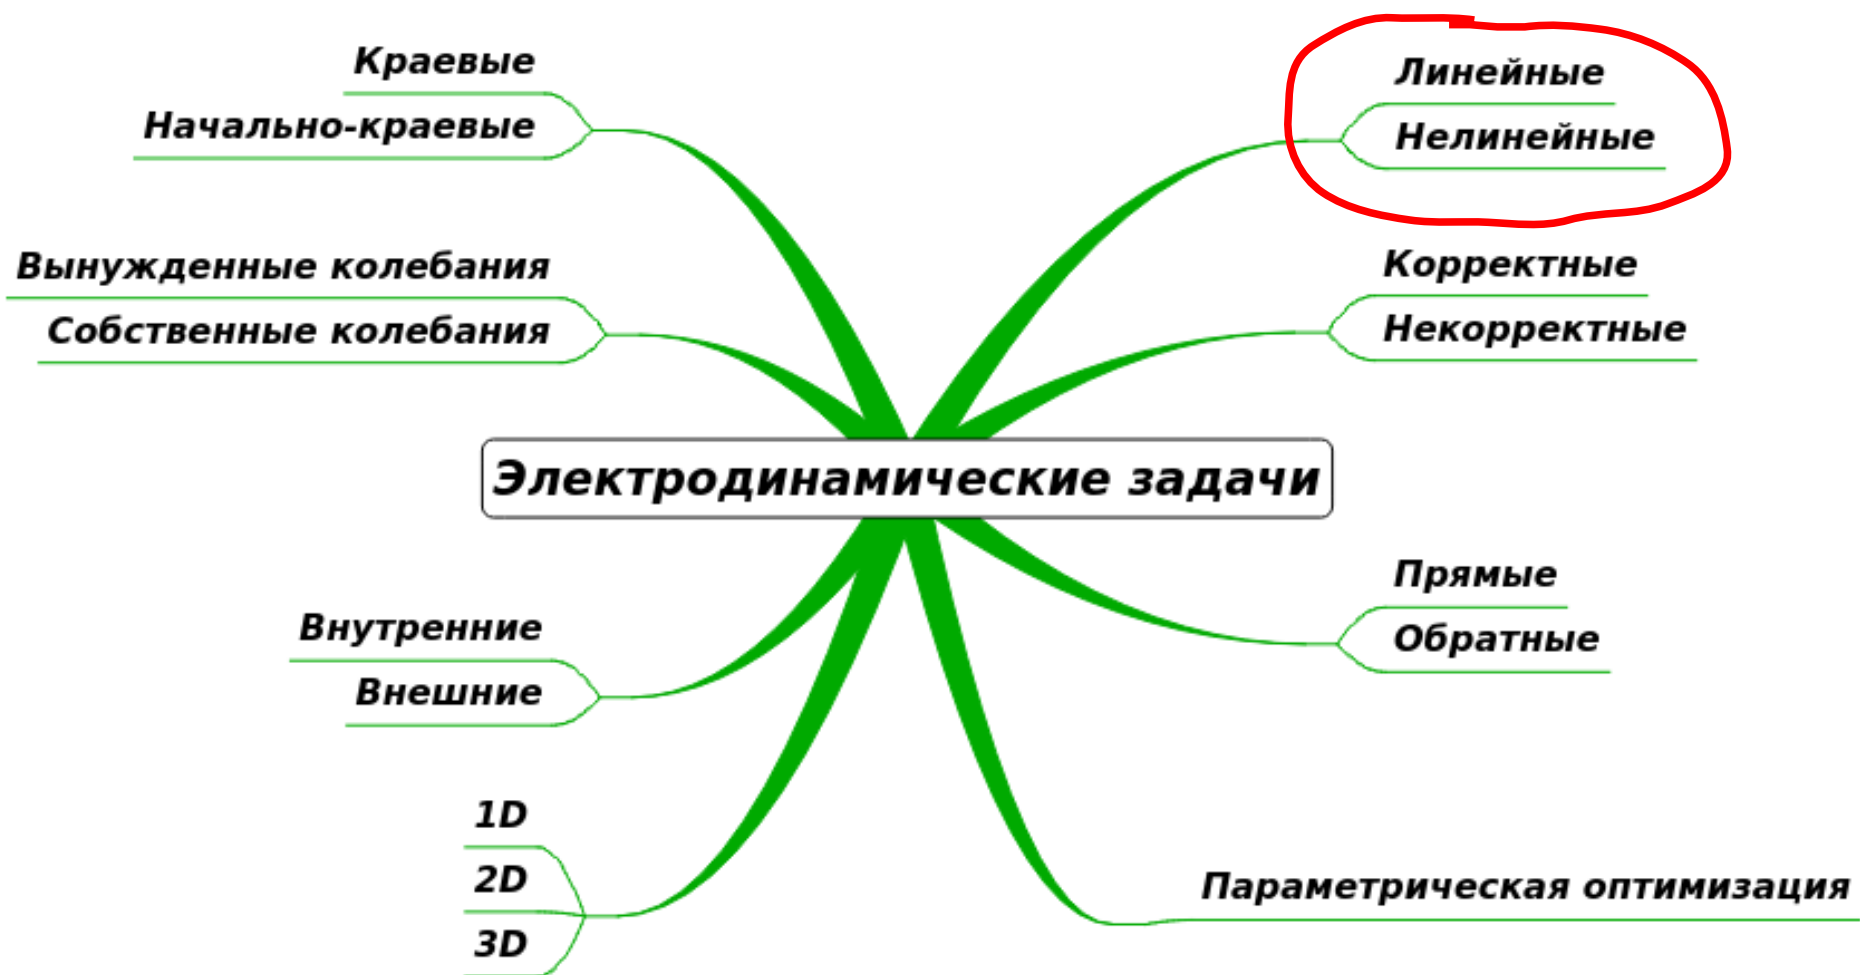 Краевые
Начально-краевые
Вынужденные колебания
Собственные колебания
Линейные
Нелинейные
Корректные
Некорректные
Электродинамические задачи
Внутренние
Внешние
1D
2D
3D
Прямые
Обратные
Параметрическая оптимизация